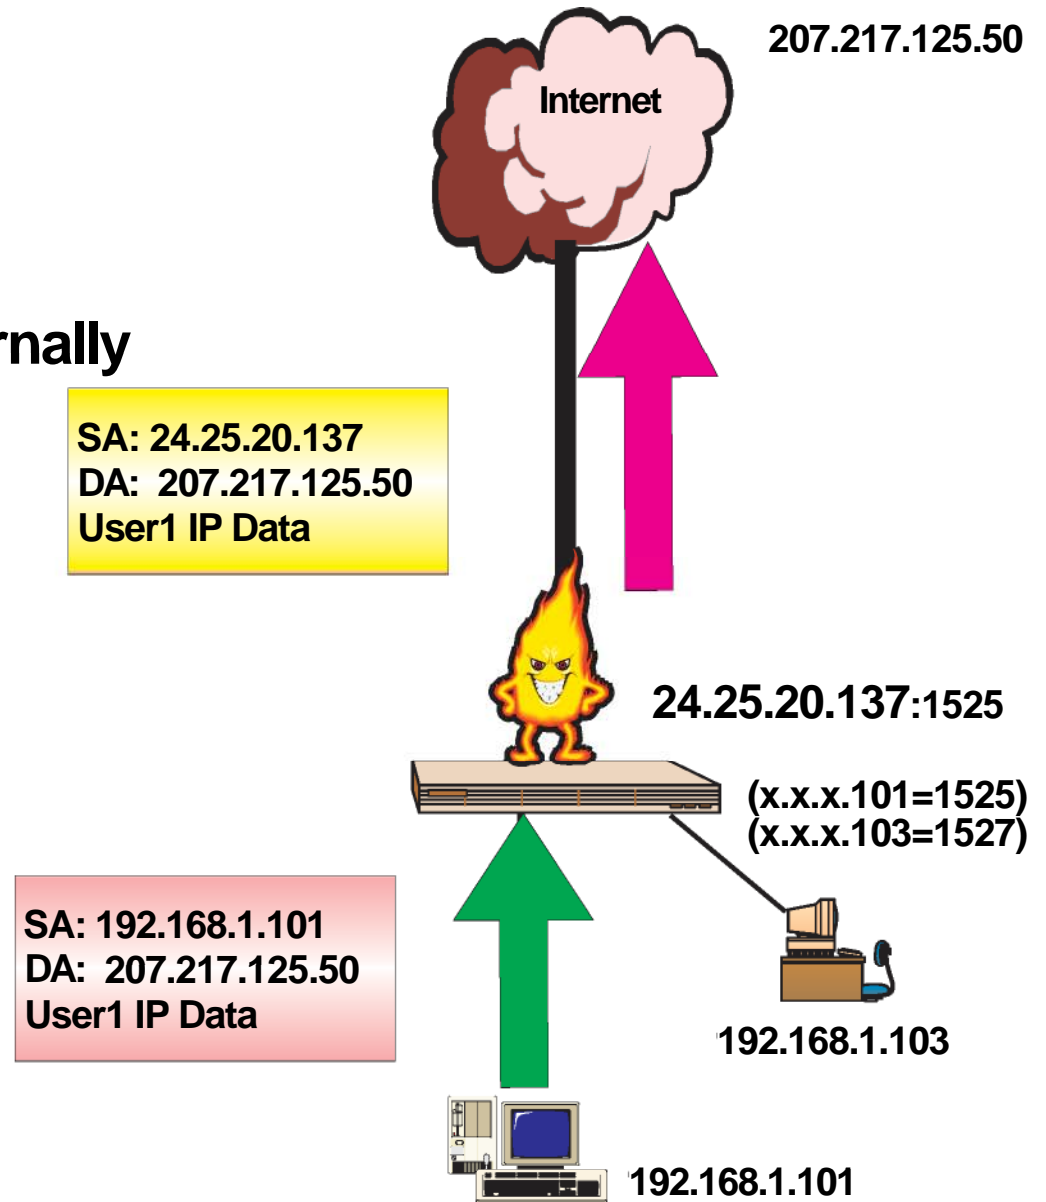 207.217.125.50
Internet
rnally
SA: 24.25.20.137
DA: 207.217.125.50
User1 IP Data
24.25.20.137:1525
(x.x.x.101=1525)
(x.x.x.103=1527)
SA: 192.168.1.101
DA: 207.217.125.50
User1 IP Data
192.168.1.103
192.168.1.101